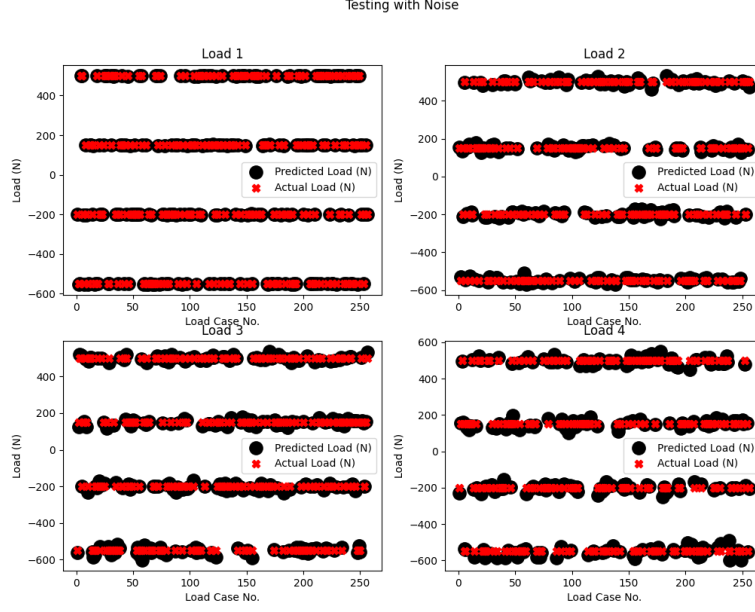 Testing with Noise
Load 1
Load (N)
400
200
0
−200
−400
−600
Predicted Load (N)
Actual Load (N)
0 50 100 150 200 250
Load Case No.
Load 2
Load (N)
400
200
0
−200
−400
−600
Predicted Load (N)
Actual Load (N)
0 50 100 150 200 250
Load Case No.
Load 3
Load (N)
400
200
0
−200
−400
−600
Predicted Load (N)
Actual Load (N)
0 50 100 150 200 250
Load Case No.
Load 4
Load (N)
600
400
200
0
−200
−400
−600
Predicted Load (N)
Actual Load (N)
0 50 100 150 200 250
Load Case No.